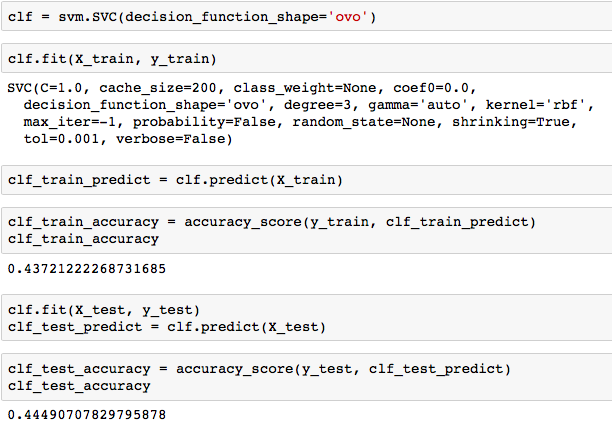 clf = svm.SVC(decision_function_shape='ovo')
clf.fit(X_train, y_train)
SVC(C=1.0, cache_size=200, class_weight=None, coef0=0.0,
  decision_function_shape='ovo', degree=3, gamma='auto', kernel='rbf',
  max_iter=-1, probability=False, random_state=None, shrinking=True,
  tol=0.001, verbose=False)
clf_train_predict = clf.predict(X_train)
clf_train_accuracy = accuracy_score(y_train, clf_train_predict)
clf_train_accuracy
0.43721222268731685
clf.fit(X_test, y_test)
clf_test_predict = clf.predict(X_test)
clf_test_accuracy = accuracy_score(y_test, clf_test_predict)
clf_test_accuracy
0.44490707829795878